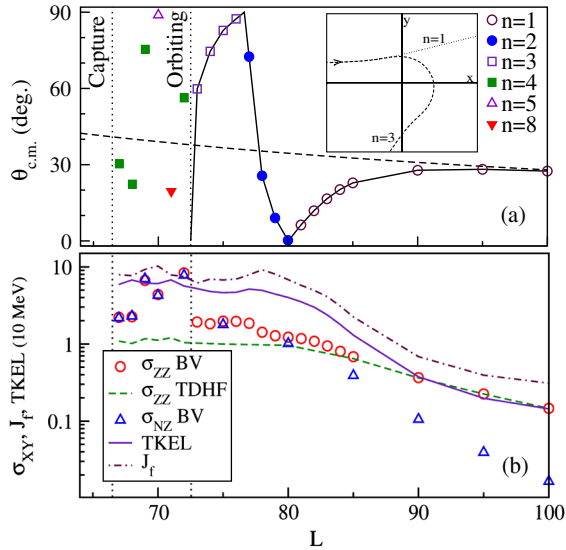 90
60
30
0
θc.m. (deg.)
Capture
Orbiting
y
n=1
x
n=3
n=1
n=2
n=3
n=4
n=5
n=8
(a)
10
1
0.1
σXY, Jf, TKEL (10 MeV)
σZZ BV
σZZ TDHF
σNZ BV
TKEL
Jf
(b)
70 80 90 100
L